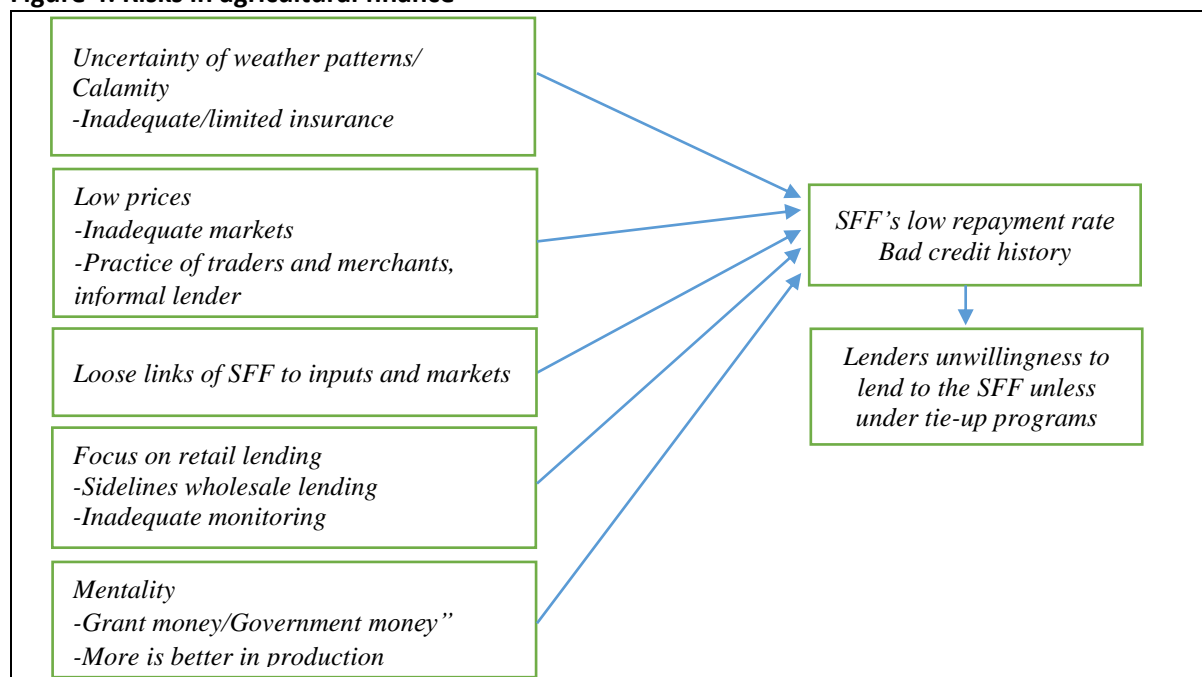 Figure 4. Risks in agricultural finance
Uncertainty of weather patterns/
Calamity
-Inadequate/limited insurance
Low prices
-Inadequate markets
-Practice of traders and merchants,
informal lender
Loose links of SFF to inputs and markets
Focus on retail lending
-Sidelines wholesale lending
-Inadequate monitoring
Mentality
-Grant money/Government money”
-More is better in production
SFF’s low repayment rate
Bad credit history
Lenders unwillingness to
lend to the SFF unless
under tie-up programs